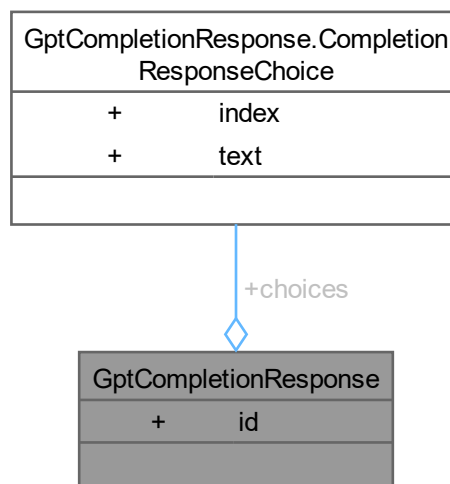 GptCompletionResponse.Completion
ResponseChoice
+ index
+ text
+choices
GptCompletionResponse
+ id